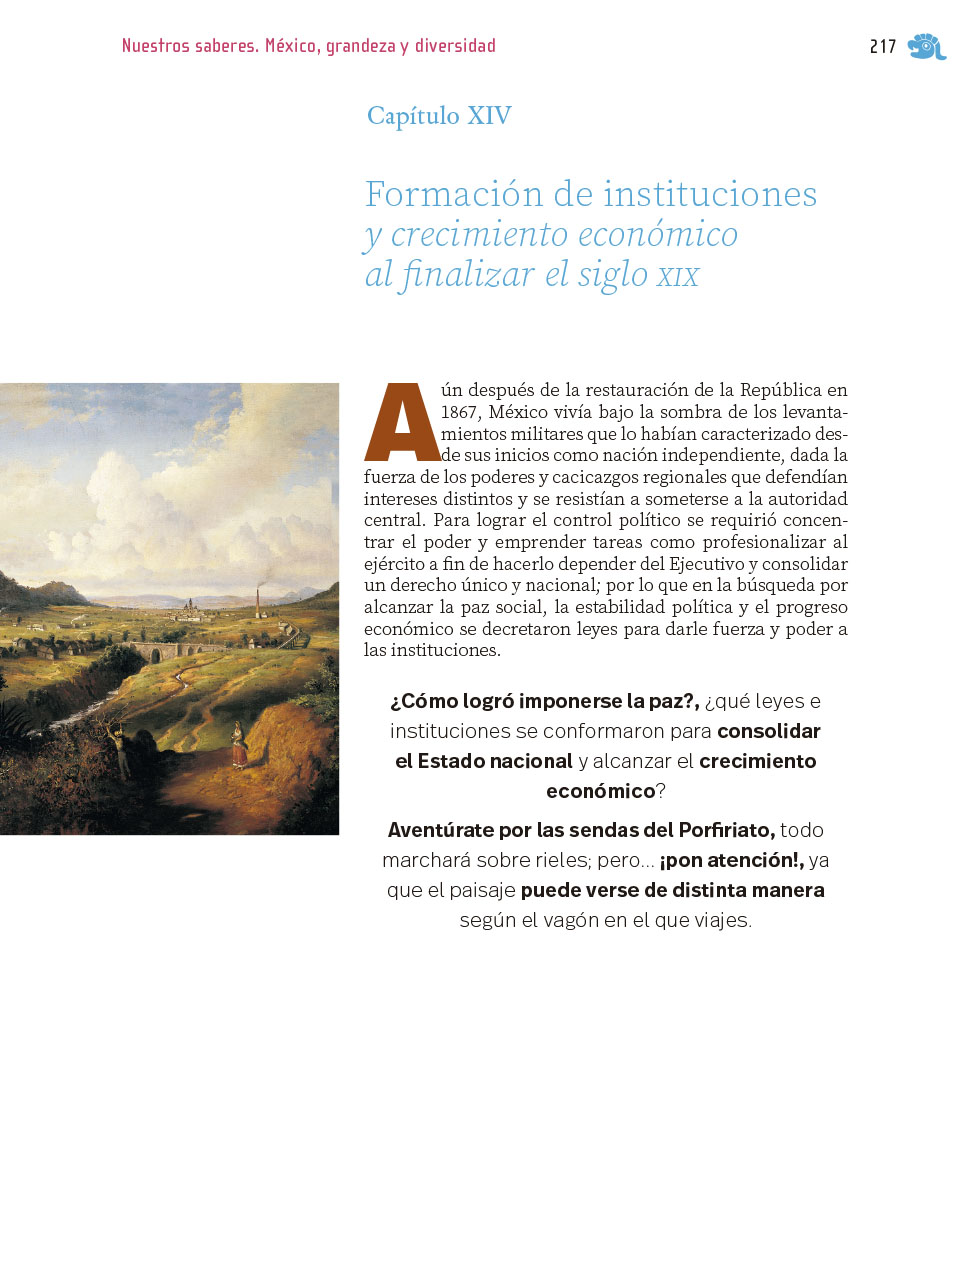 Nuestros saberes. México, grandeza y diversidad
217
Capítulo XIV
Formación de instituciones
y crecimiento económico
al finalizar el siglo XIX
Aún después de la restauración de la República en
1867, México vivía bajo la sombra de los levanta-
mientos militares que lo habían caracterizado des-
de sus inicios como nación independiente, dada la
fuerza de los poderes y cacicazgos regionales que defendían
intereses distintos y se resistían a someterse a la autoridad
central. Para lograr el control político se requirió concen-
trar el poder y emprender tareas como profesionalizar al
ejército a fin de hacerlo depender del Ejecutivo y consolidar
un derecho único y nacional; por lo que en la búsqueda por
alcanzar la paz social, la estabilidad política y el progreso
económico se decretaron leyes para darle fuerza y poder a
las instituciones.
¿Cómo logró imponerse la paz?, ¿qué leyes e
instituciones se conformaron para consolidar
el Estado nacional y alcanzar el crecimiento
económico?
Aventúrate por las sendas del Porfiriato, todo
marchará sobre rieles; pero... ¡pon atención!, ya
que el paisaje puede verse de distinta manera
según el vagón en el que viajes.